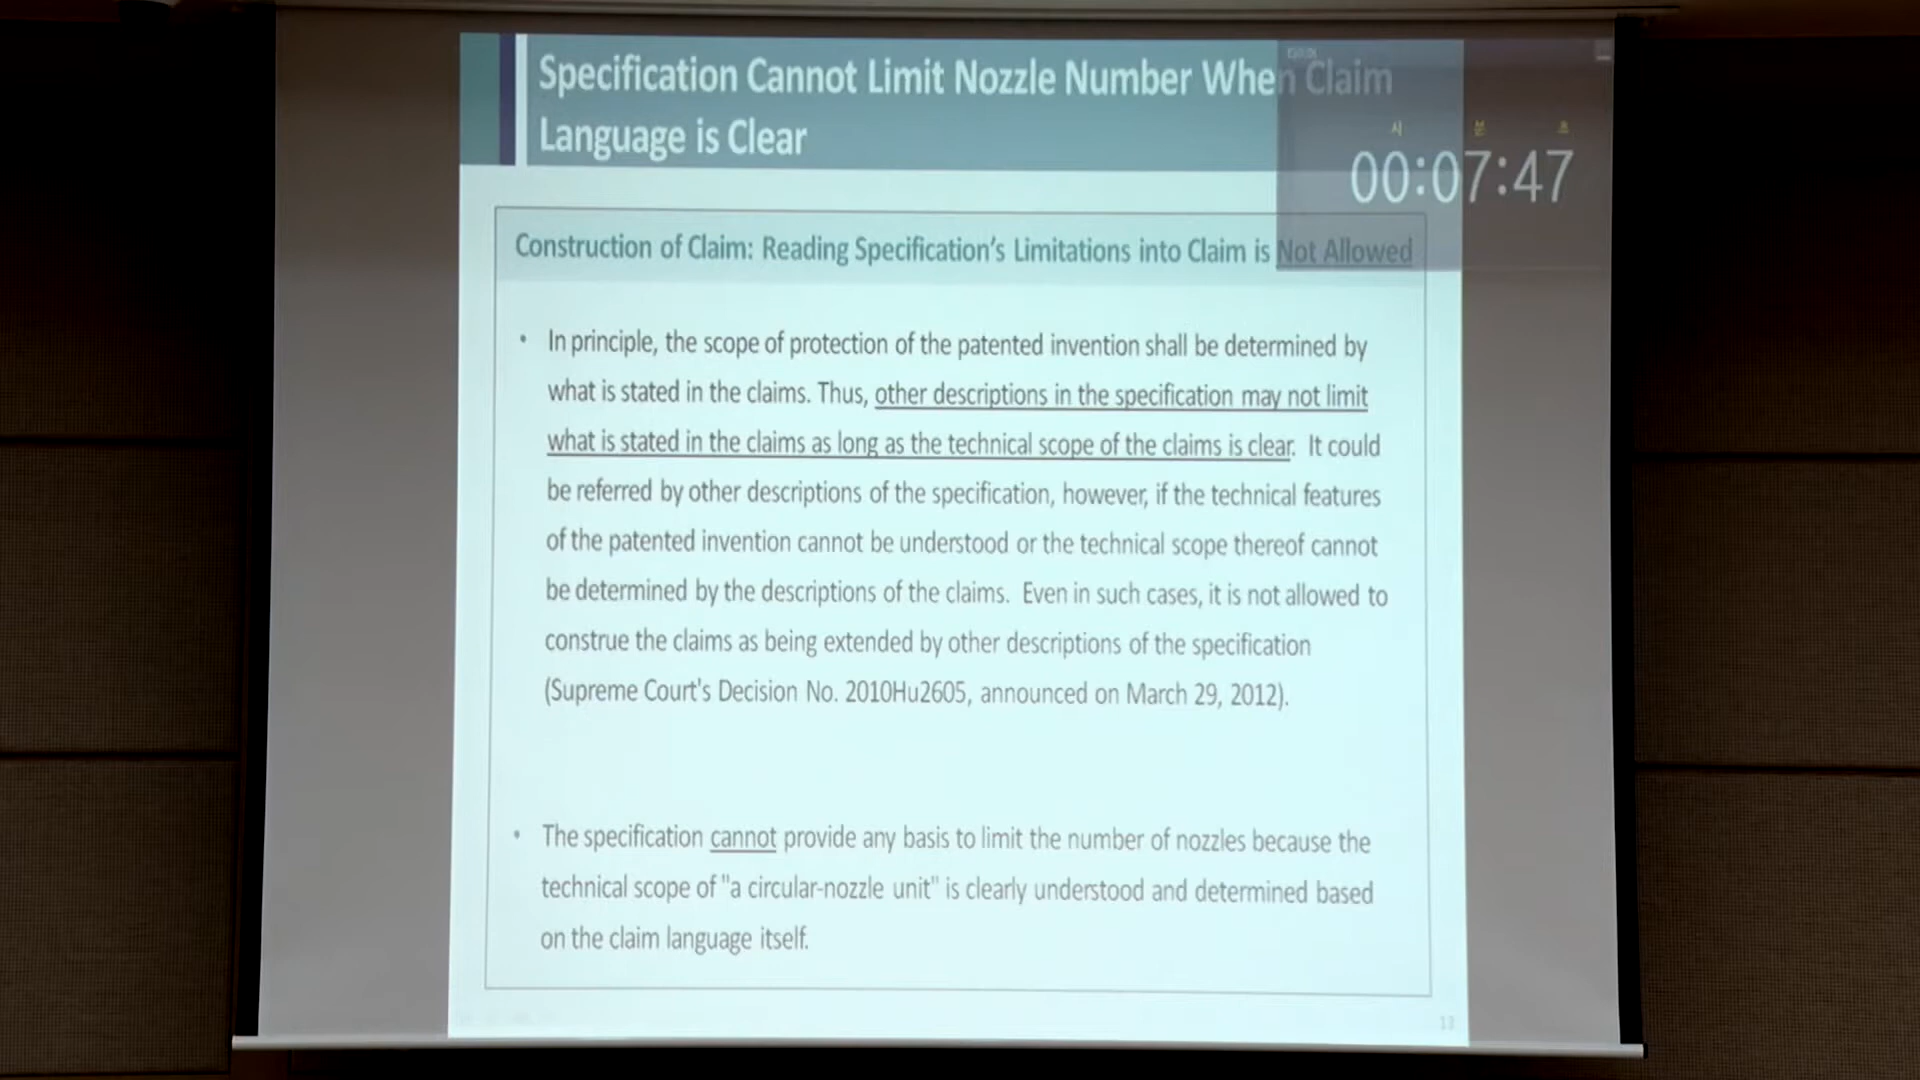 Specification Cannot Limit Nozzle Number When Claim
Language is Clear
시 분 초
00:07:47
Construction of Claim: Reading Specification's Limitations into Claim is Not Allowed
• In principle, the scope of protection of the patented invention shall be determined by
what is stated in the claims. Thus, other descriptions in the specification may not limit
what is stated in the claims as long as the technical scope of the claims is clear. It could
be referred by other descriptions of the specification, however, if the technical features
of the patented invention cannot be understood or the technical scope thereof cannot
be determined by the descriptions of the claims. Even in such cases, it is not allowed to
construe the claims as being extended by other descriptions of the specification
(Supreme Court's Decision No. 2010Hu2605, announced on March 29, 2012).
• The specification cannot provide any basis to limit the number of nozzles because the
technical scope of "a circular-nozzle unit" is clearly understood and determined based
on the claim language itself.